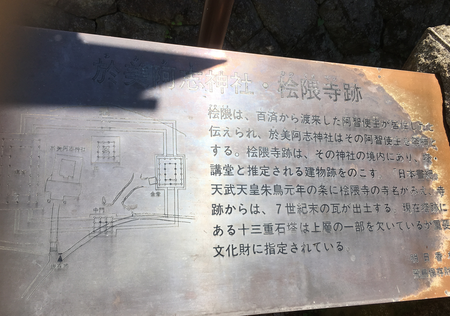 於美阿志神社・桧隈寺跡
桧隈は、百済から渡来した阿智使主が
伝えられ、於美阿志神社はその阿智使主を
する。桧隈寺跡は、その神社の境内にあり、
講堂と推定される建物跡をのこす
天武天皇朱鳥元年の条に桧隈寺の寺名がみえ、寺
跡からは、7世紀末の瓦が出土する。現在
ある十三重石塔は上層の一部を欠いているが重要
文化財に指定されている